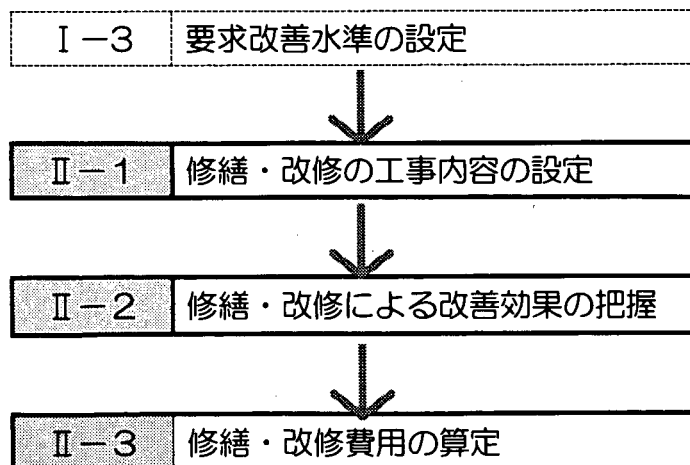 Ⅰ－3 要求改善水準の設定
Ⅱ－1 修繕・改修の工事内容の設定
Ⅱ－2 修繕・改修による改善効果の把握
Ⅱ－3 修繕・改修費用の算定